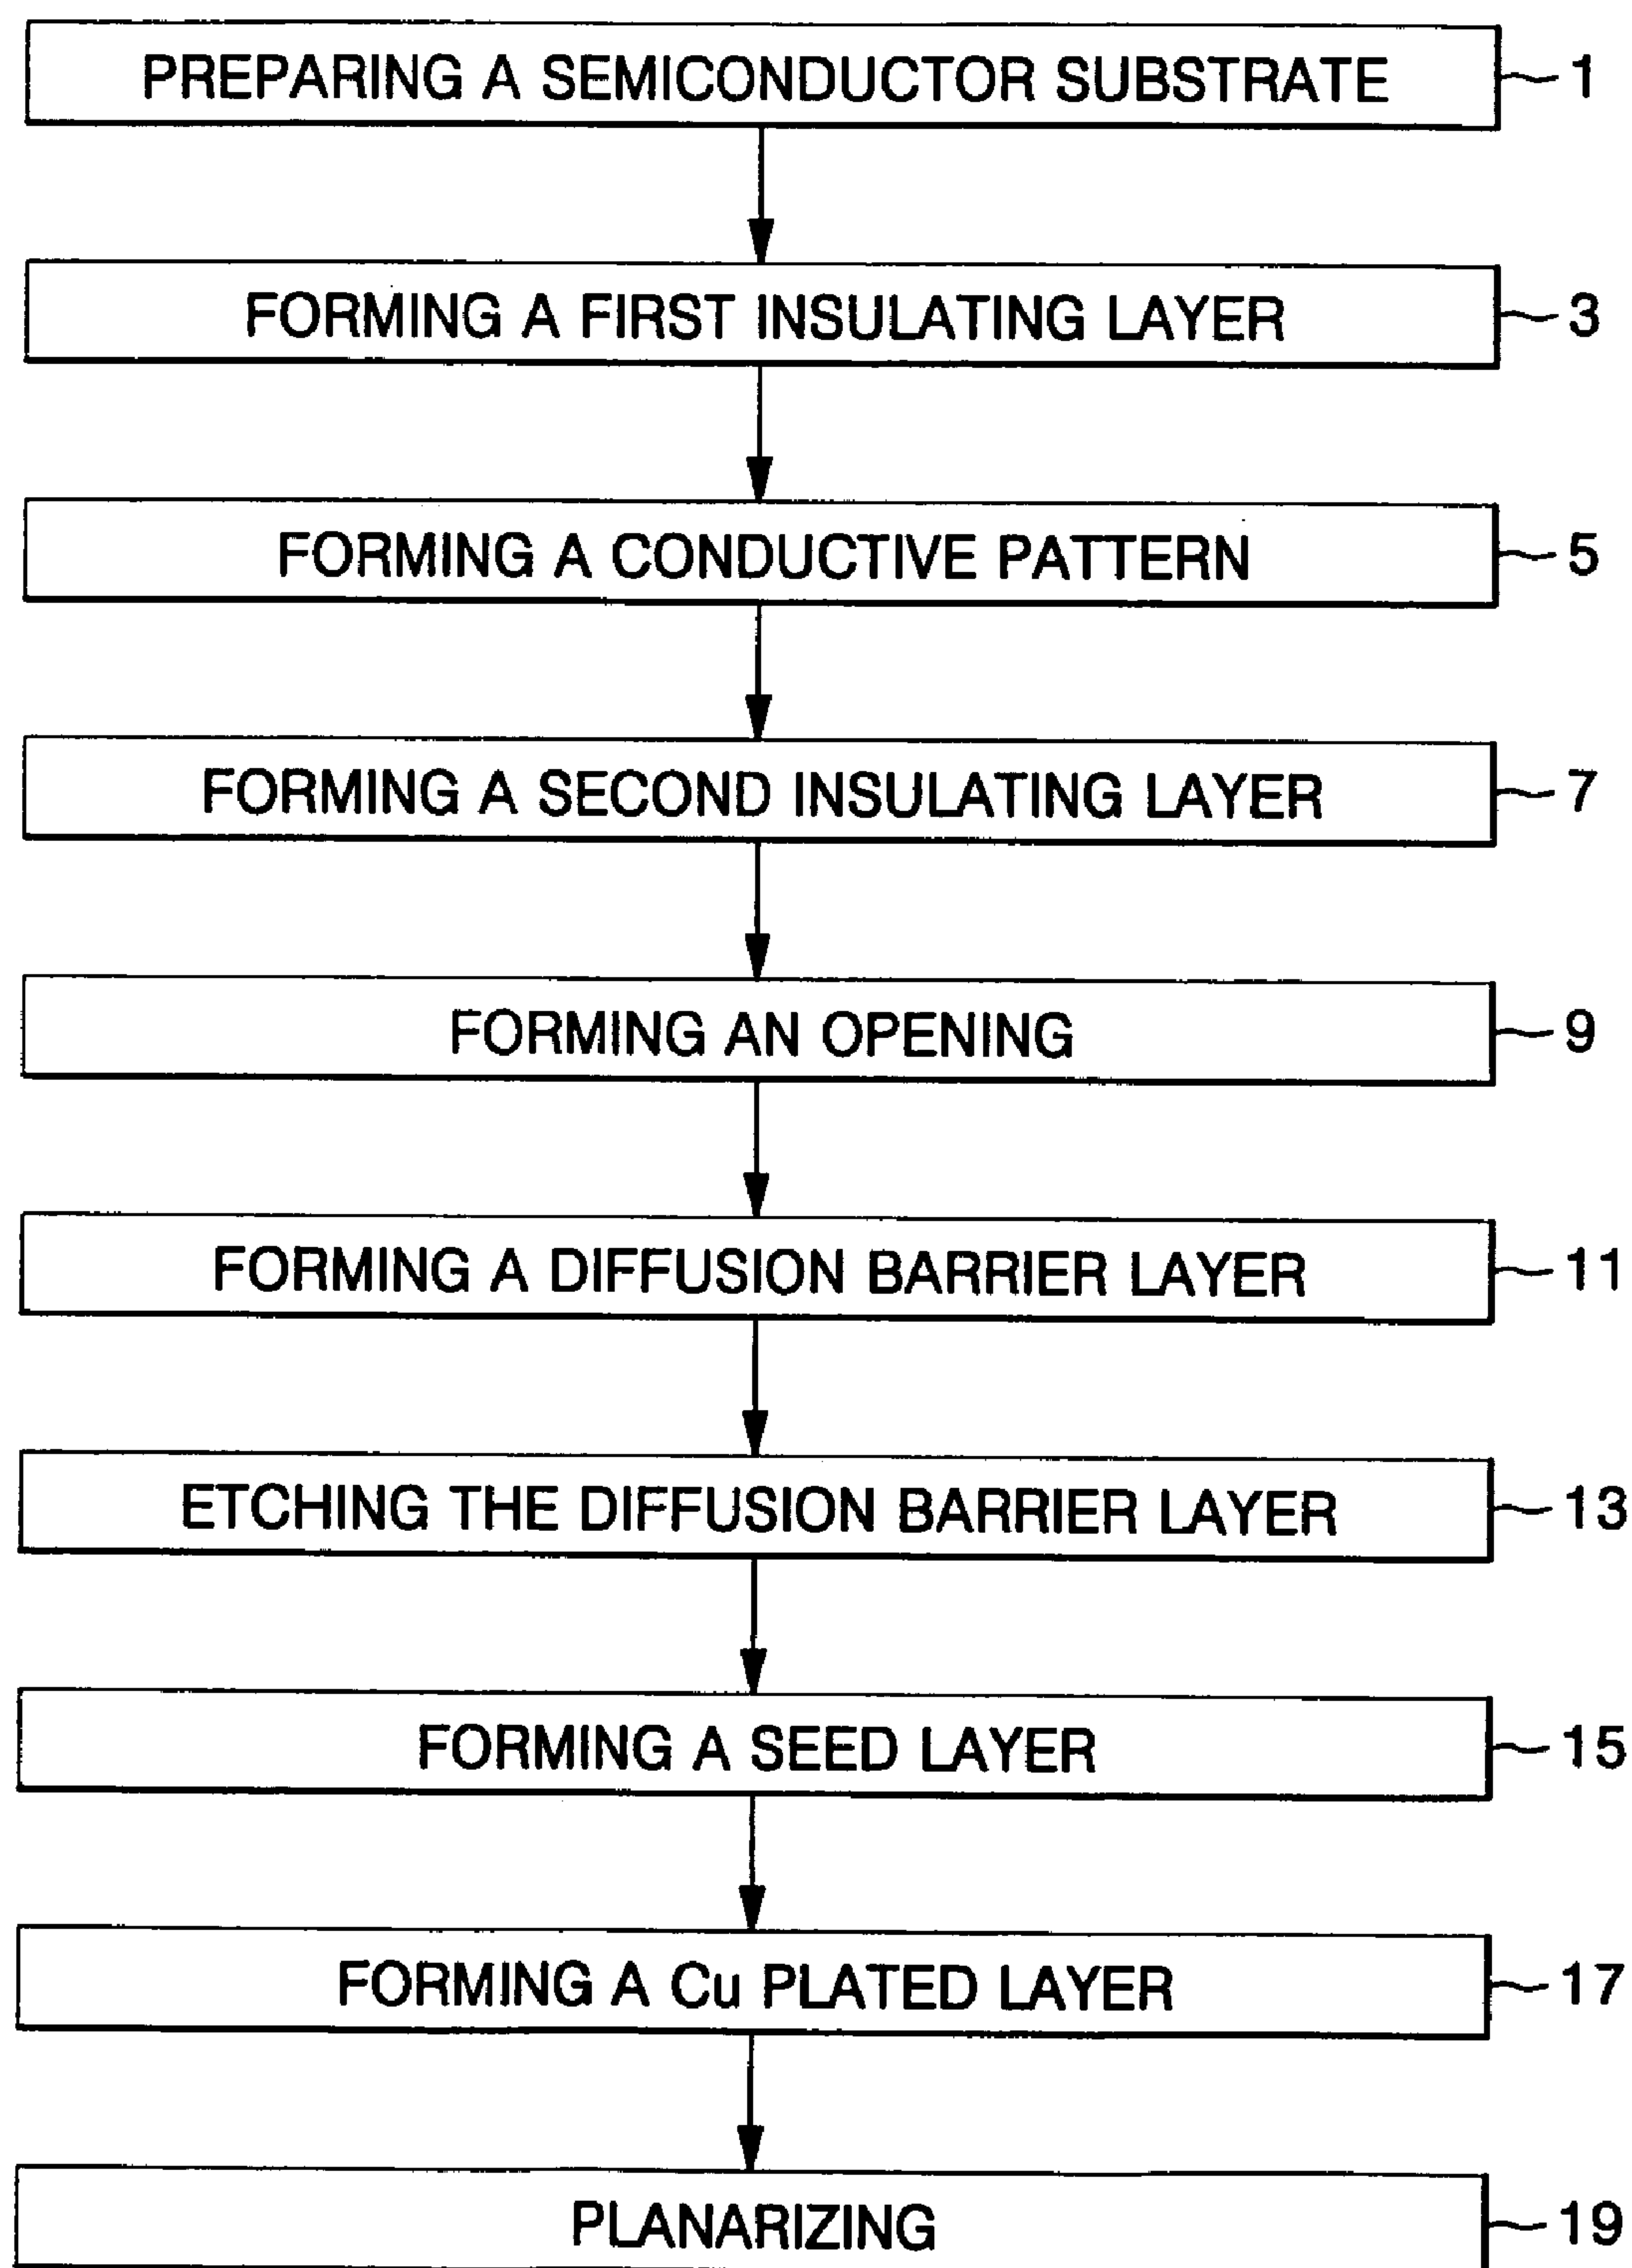 PREPARING A SEMICONDUCTOR SUBSTRATE 1
FORMING A FIRST INSULATING LAYER 3
FORMING A CONDUCTIVE PATTERN 5
FORMING A SECOND INSULATING LAYER 7
FORMING AN OPENING 9
FORMING A DIFFUSION BARRIER LAYER 11
ETCHING THE DIFFUSION BARRIER LAYER 13
FORMING A SEED LAYER 15
FORMING A Cu PLATED LAYER 17
PLANARIZING 19